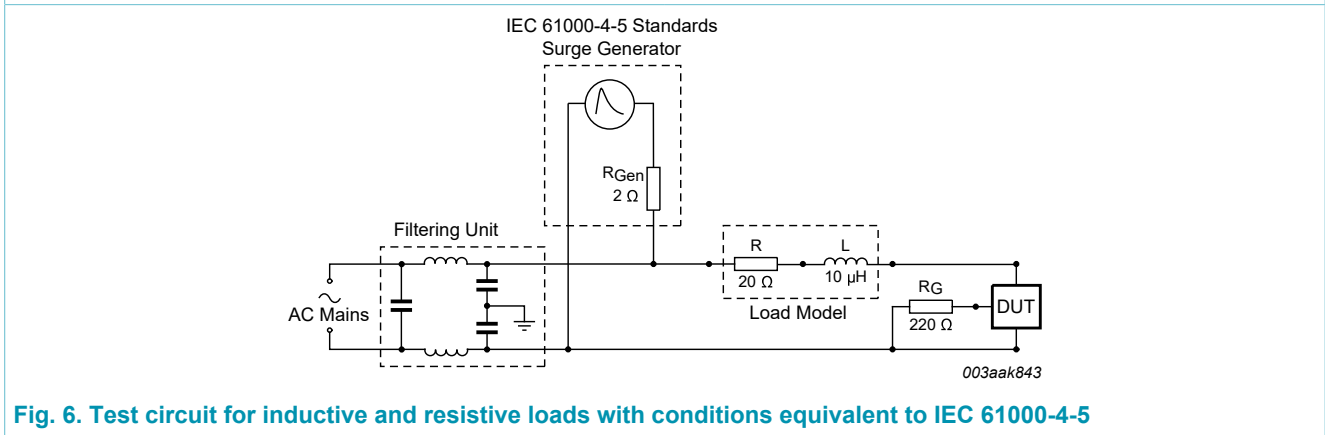 IEC 61000-4-5 Standards
Surge Generator
RGen
2 Ω
Filtering Unit
R
L
20 Ω
10 μH
RG
AC Mains
Load Model
220 Ω
DUT
003aak843
Fig. 6. Test circuit for inductive and resistive loads with conditions equivalent to IEC 61000-4-5